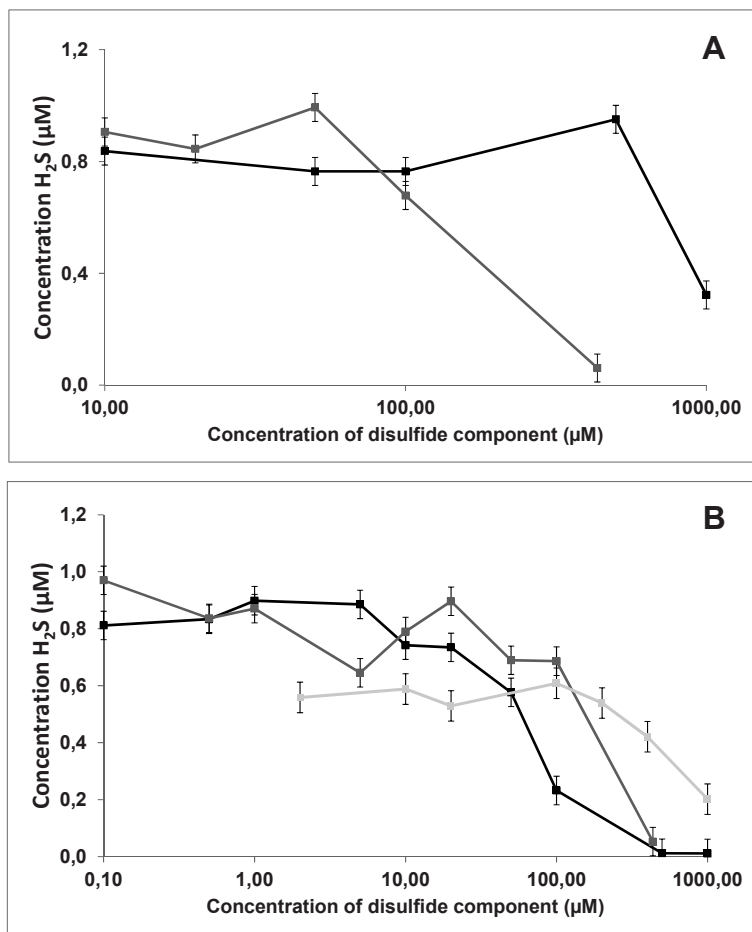 A
1,2
0,8
0,4
0,0
Concentration H₂S (µM)
10,00 100,00 1000,00
Concentration of disulfide component (µM)
B
1,2
1,0
0,8
0,6
0,4
0,2
0,0
Concentration H₂S (µM)
0,10 1,00 10,00 100,00 1000,00
Concentration of disulfide component (µM)